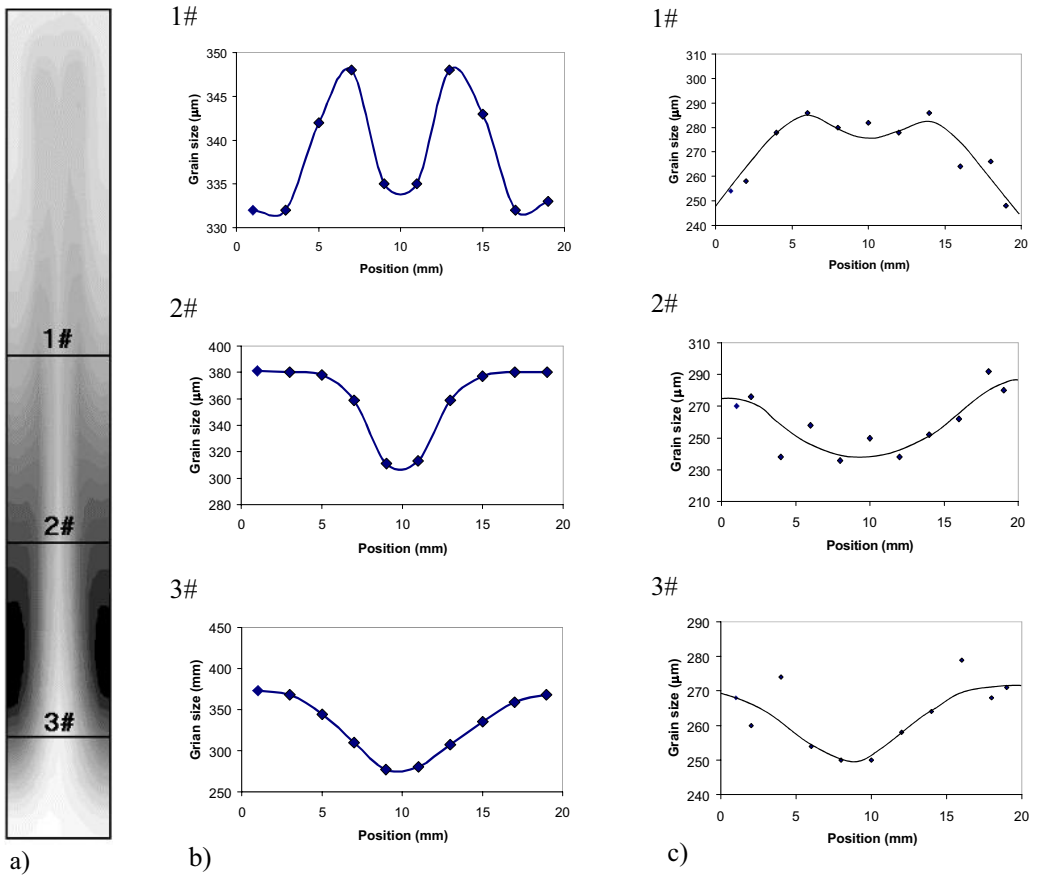 1#
2#
3#
a)
1#
Grain size (μm)
350
345
340
335
330
0 5 10 15 20
Position (mm)
2#
Grain size (μm)
400
380
360
340
320
300
280
0 5 10 15 20
Position (mm)
3#
Grian size (mm)
450
400
350
300
250
0 5 10 15 20
Position (mm)
b)
1#
Grain size (μm)
310
300
290
280
270
260
250
240
0 5 10 15 20
Position (mm)
2#
Grain size (μm)
310
290
270
250
230
210
0 5 10 15 20
Position (mm)
3#
Grain size (μm)
290
280
270
260
250
240
0 5 10 15 20
Position (mm)
c)